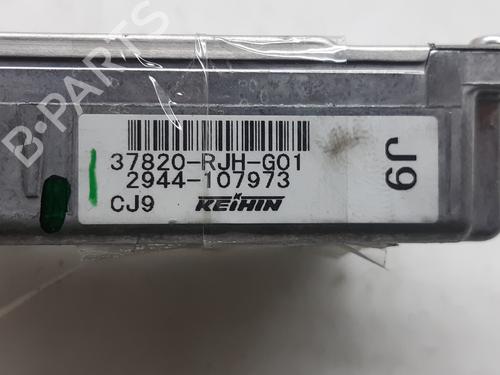 B-PARTS
37820-RJH-G01
2944-107973
CJ9 KEIHIN
J9